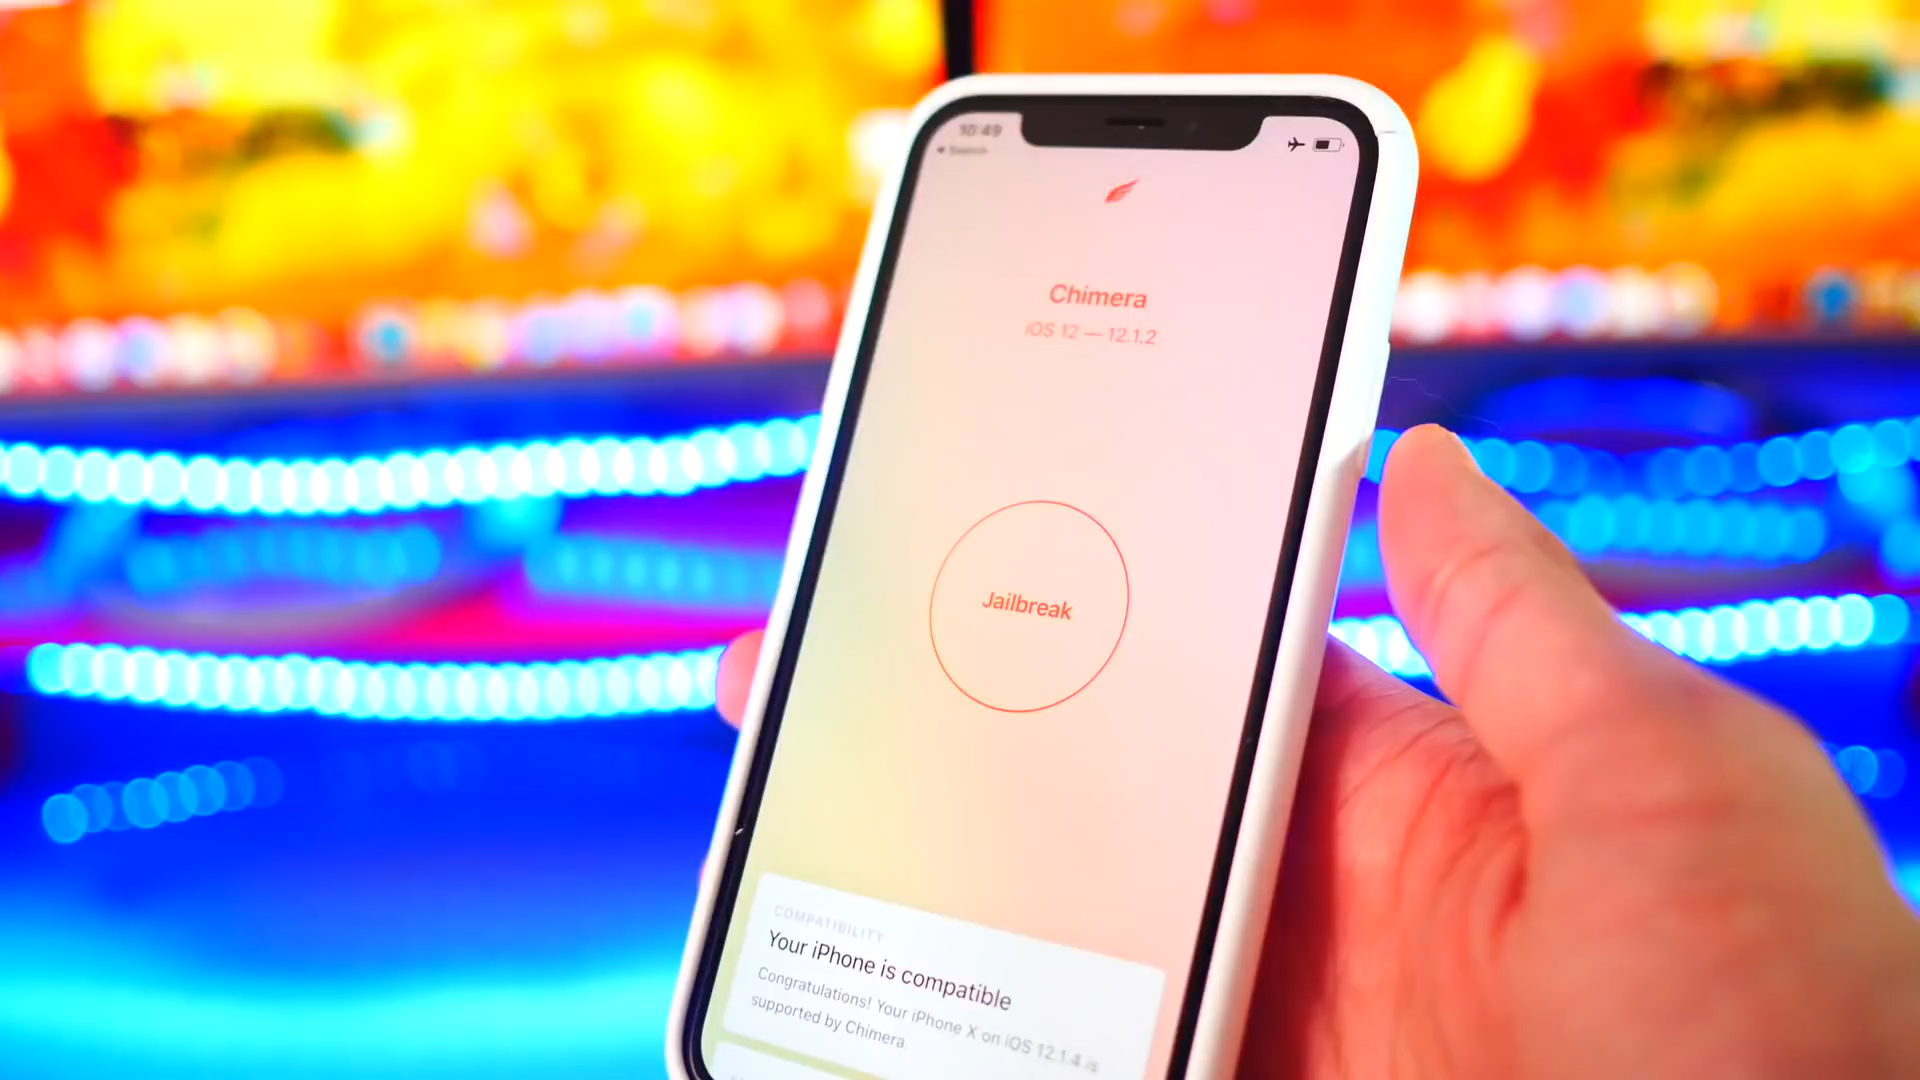 10:49
Search
Chimera
iOS 12 — 12.1.2
Jailbreak
COMPATIBILITY
Your iPhone is compatible
Congratulations! Your iPhone X on iOS 12.1.4 is
supported by Chimera.